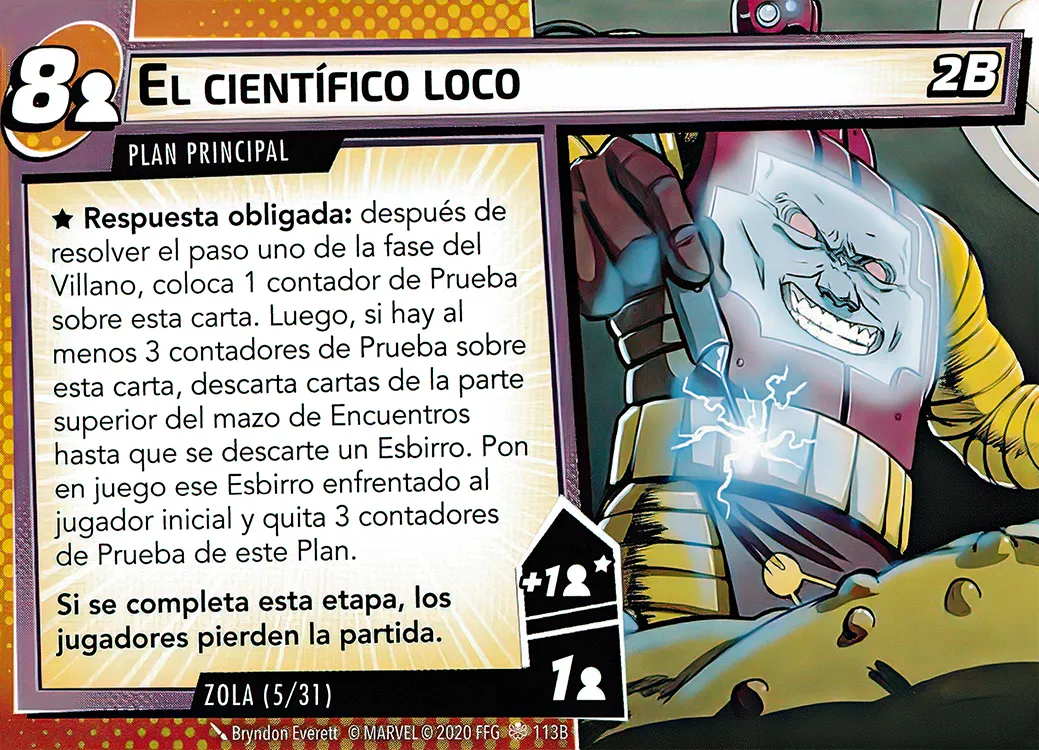 8
EL CIENTÍFICO LOCO
2B
PLAN PRINCIPAL
★ Respuesta obligada: después de
resolver el paso uno de la fase del
Villano, coloca 1 contador de Prueba
sobre esta carta. Luego, si hay al
menos 3 contadores de Prueba sobre
esta carta, descarta cartas de la parte
superior del mazo de Encuentros
hasta que se descarte un Esbirro. Pon
en juego ese Esbirro enfrentado al
jugador inicial y quita 3 contadores
de Prueba de este Plan.
Si se completa esta etapa, los
jugadores pierden la partida.
+1 ★
1
ZOLA (5/31)
Bryndon Everett © MARVEL © 2020 FFG 113B